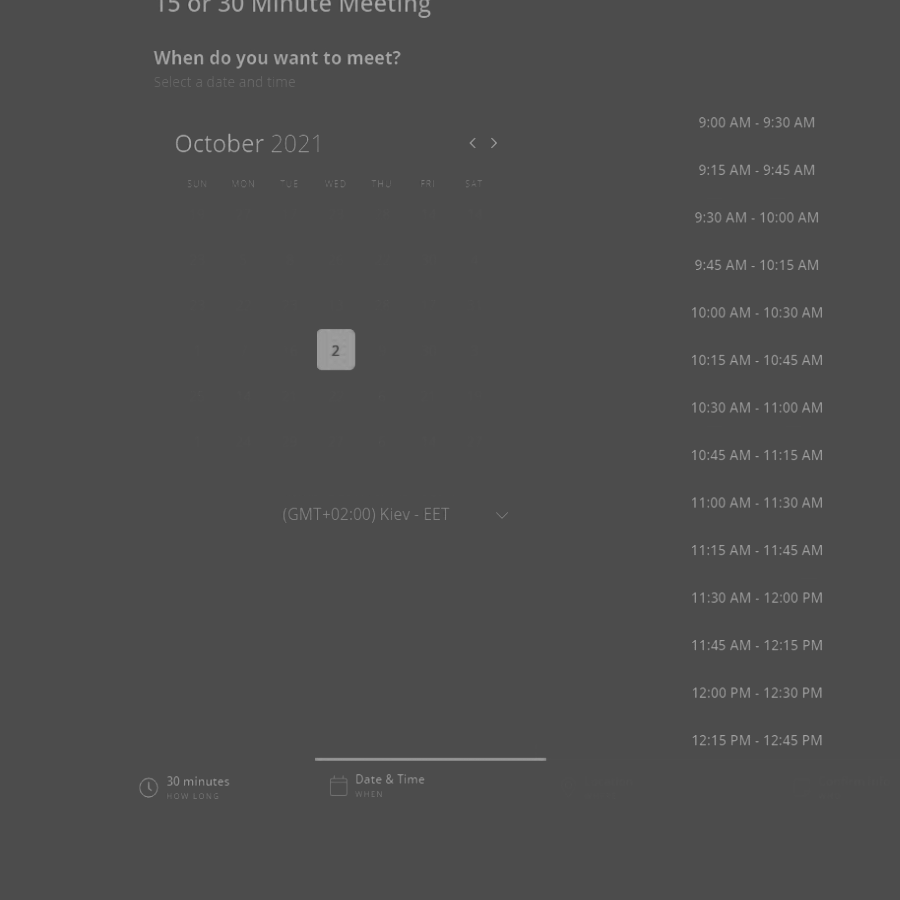 15 or 30 Minute Meeting
When do you want to meet?
Select a date and time
October 2021
SUN MON TUE WED THU FRI SAT
2
(GMT+02:00) Kiev - EET
9:00 AM - 9:30 AM
9:15 AM - 9:45 AM
9:30 AM - 10:00 AM
9:45 AM - 10:15 AM
10:00 AM - 10:30 AM
10:15 AM - 10:45 AM
10:30 AM - 11:00 AM
10:45 AM - 11:15 AM
11:00 AM - 11:30 AM
11:15 AM - 11:45 AM
11:30 AM - 12:00 PM
11:45 AM - 12:15 PM
12:00 PM - 12:30 PM
12:15 PM - 12:45 PM
30 minutes
HOW LONG
Date & Time
WHEN